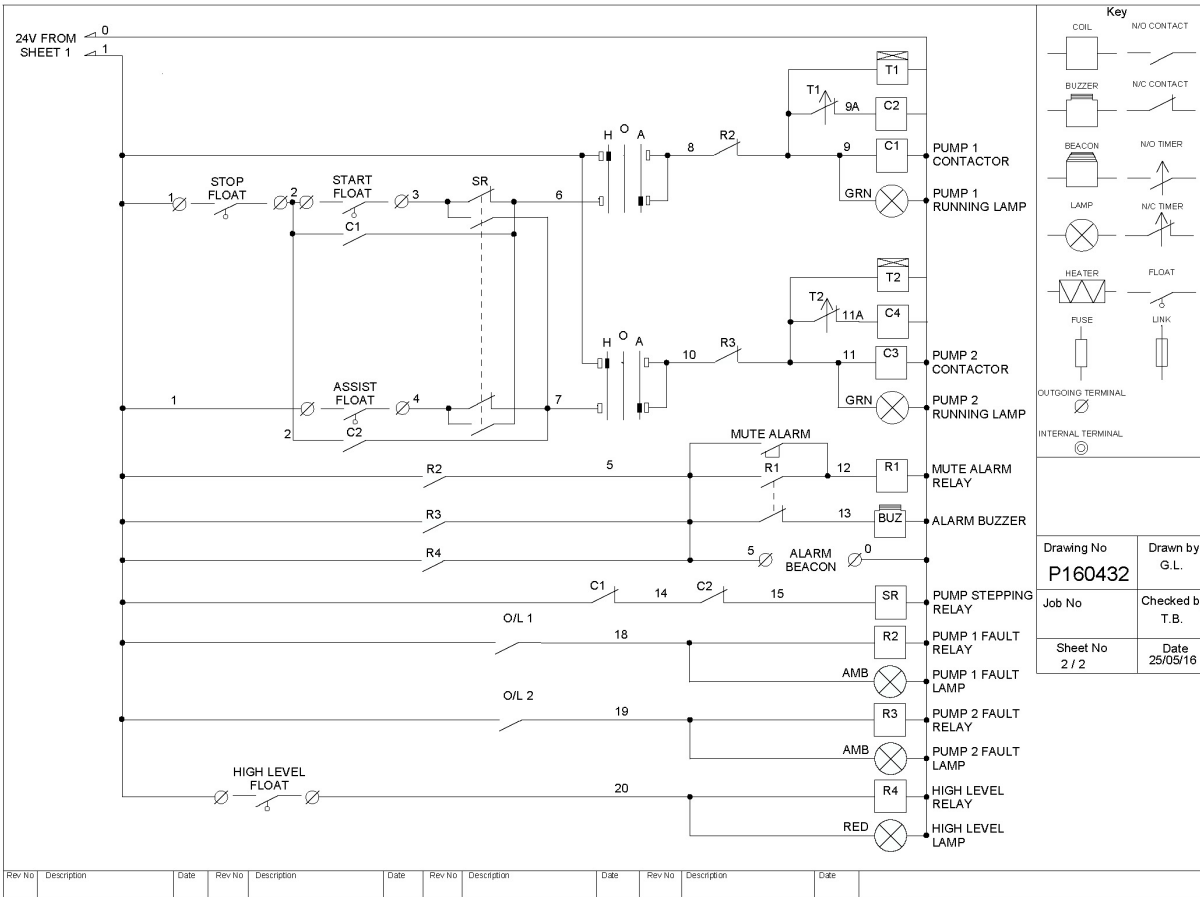 24V FROM
SHEET 1
0
1
Key
COIL
N/O CONTACT
BUZZER
N/C CONTACT
BEACON
N/O TIMER
LAMP
N/C TIMER
HEATER
FLOAT
FUSE
LINK
OUTGOING TERMINAL
INTERNAL TERMINAL
T1
T1
9A
C2
H O A
8
R2
9
C1
PUMP 1
CONTACTOR
GRN
PUMP 1
RUNNING LAMP
1
STOP
FLOAT
2
START
FLOAT
3
SR
6
C1
T2
T2
11A
C4
H O A
10
R3
11
C3
PUMP 2
CONTACTOR
GRN
PUMP 2
RUNNING LAMP
1
ASSIST
FLOAT
4
7
2
C2
MUTE ALARM
R2
5
R1
12
R1
MUTE ALARM
RELAY
R3
13
BUZ
ALARM BUZZER
R4
5
ALARM
BEACON
0
C1
14
C2
15
SR
PUMP STEPPING
RELAY
O/L 1
18
R2
PUMP 1 FAULT
RELAY
AMB
PUMP 1 FAULT
LAMP
O/L 2
19
R3
PUMP 2 FAULT
RELAY
AMB
PUMP 2 FAULT
LAMP
HIGH LEVEL
FLOAT
20
R4
HIGH LEVEL
RELAY
RED
HIGH LEVEL
LAMP
Drawing No
P160432
Drawn by
G.L.
Job No
Checked b
T.B.
Sheet No
2 / 2
Date
25/05/16
Rev No Description Date Rev No Description Date Rev No Description Date Rev No Description Date